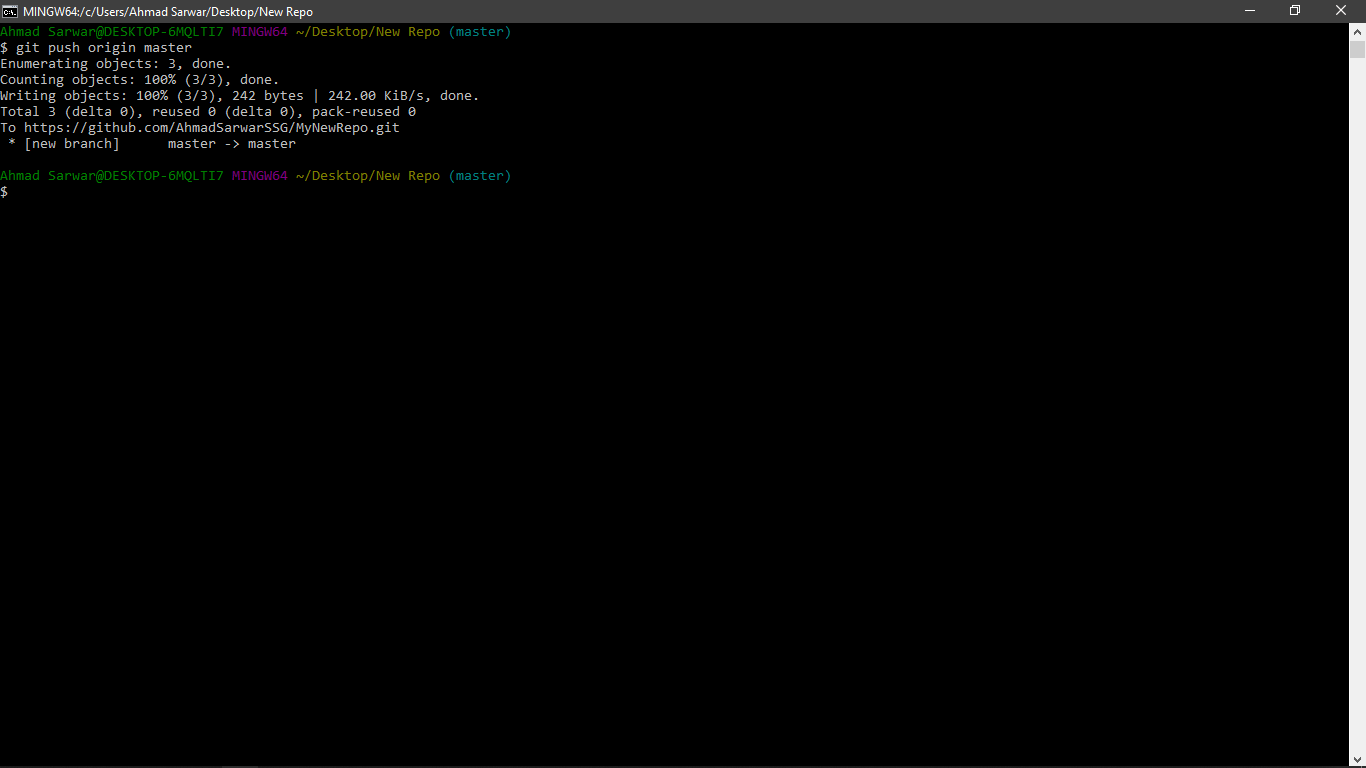 MINGW64:/c/Users/Ahmad Sarwar/Desktop/New Repo
Ahmad Sarwar@DESKTOP-6MQLTI7 MINGW64 ~/Desktop/New Repo (master)
$ git push origin master
Enumerating objects: 3, done.
Counting objects: 100% (3/3), done.
Writing objects: 100% (3/3), 242 bytes | 242.00 KiB/s, done.
Total 3 (delta 0), reused 0 (delta 0), pack-reused 0
To https://github.com/AhmadSarwarSSG/MyNewRepo.git
 * [new branch]      master -> master
Ahmad Sarwar@DESKTOP-6MQLTI7 MINGW64 ~/Desktop/New Repo (master)
$